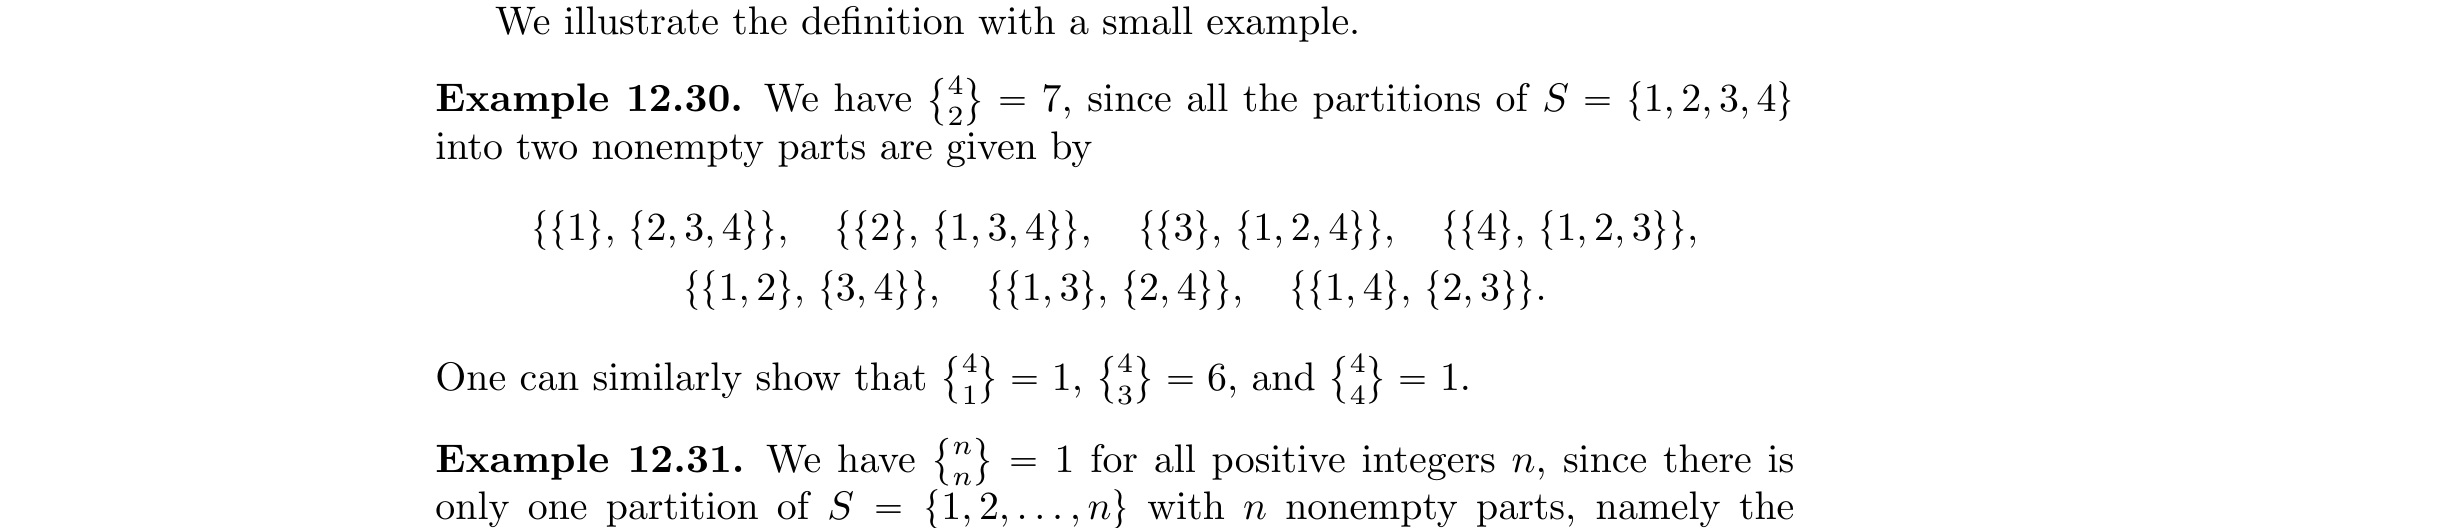 We illustrate the definition with a small example.
Example 12.30. We have {4 2} = 7, since all the partitions of S = {1, 2, 3, 4}
into two nonempty parts are given by
{{1}, {2, 3, 4}}, {{2}, {1, 3, 4}}, {{3}, {1, 2, 4}}, {{4}, {1, 2, 3}},
{{1, 2}, {3, 4}}, {{1, 3}, {2, 4}}, {{1, 4}, {2, 3}}.
One can similarly show that {4 1} = 1, {4 3} = 6, and {4 4} = 1.
Example 12.31. We have {n n} = 1 for all positive integers n, since there is
only one partition of S = {1, 2, . . . , n} with n nonempty parts, namely the